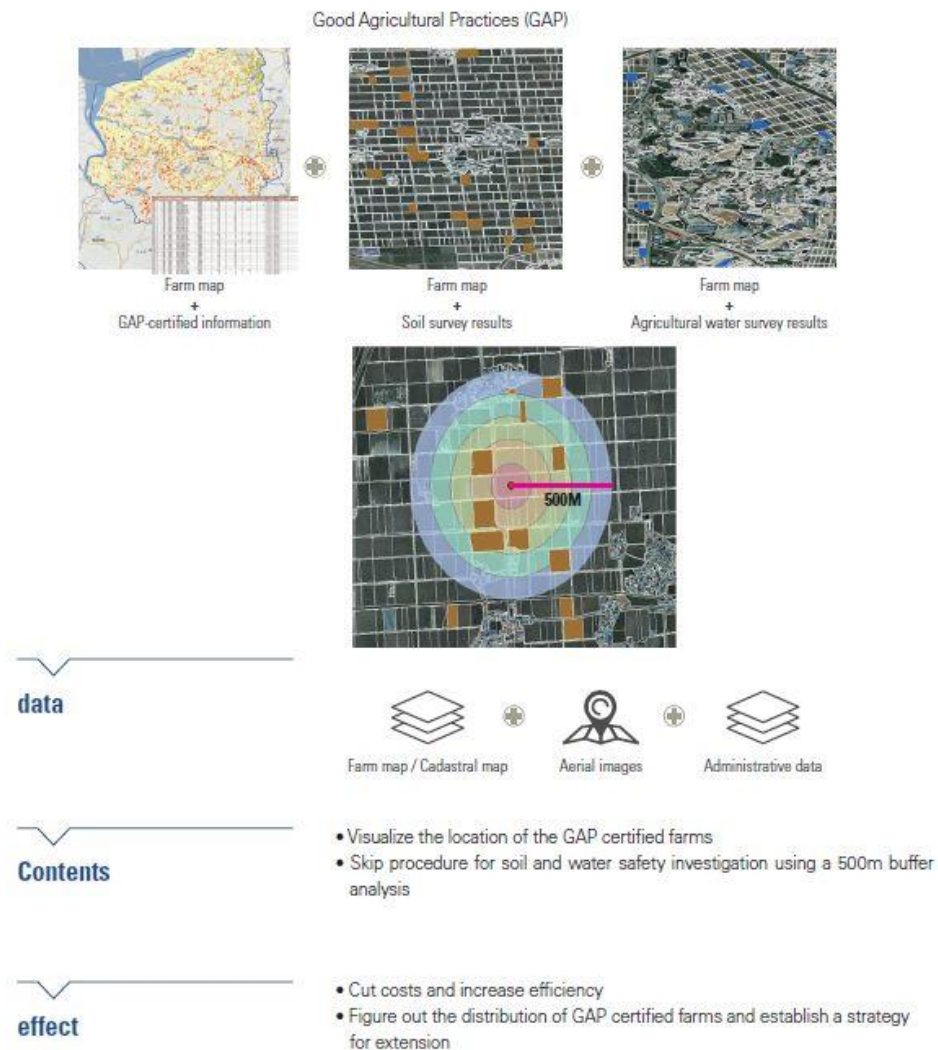 Good Agricultural Practices (GAP)
Farm map
+
GAP-certified information
Farm map
+
Soil survey results
Farm map
+
Agricultural water survey results
500M
data
Farm map / Cadastral map
Aerial images
Administrative data
Contents
• Visualize the location of the GAP certified farms
• Skip procedure for soil and water safety investigation using a 500m buffer
analysis
effect
• Cut costs and increase efficiency
• Figure out the distribution of GAP certified farms and establish a strategy
for extension